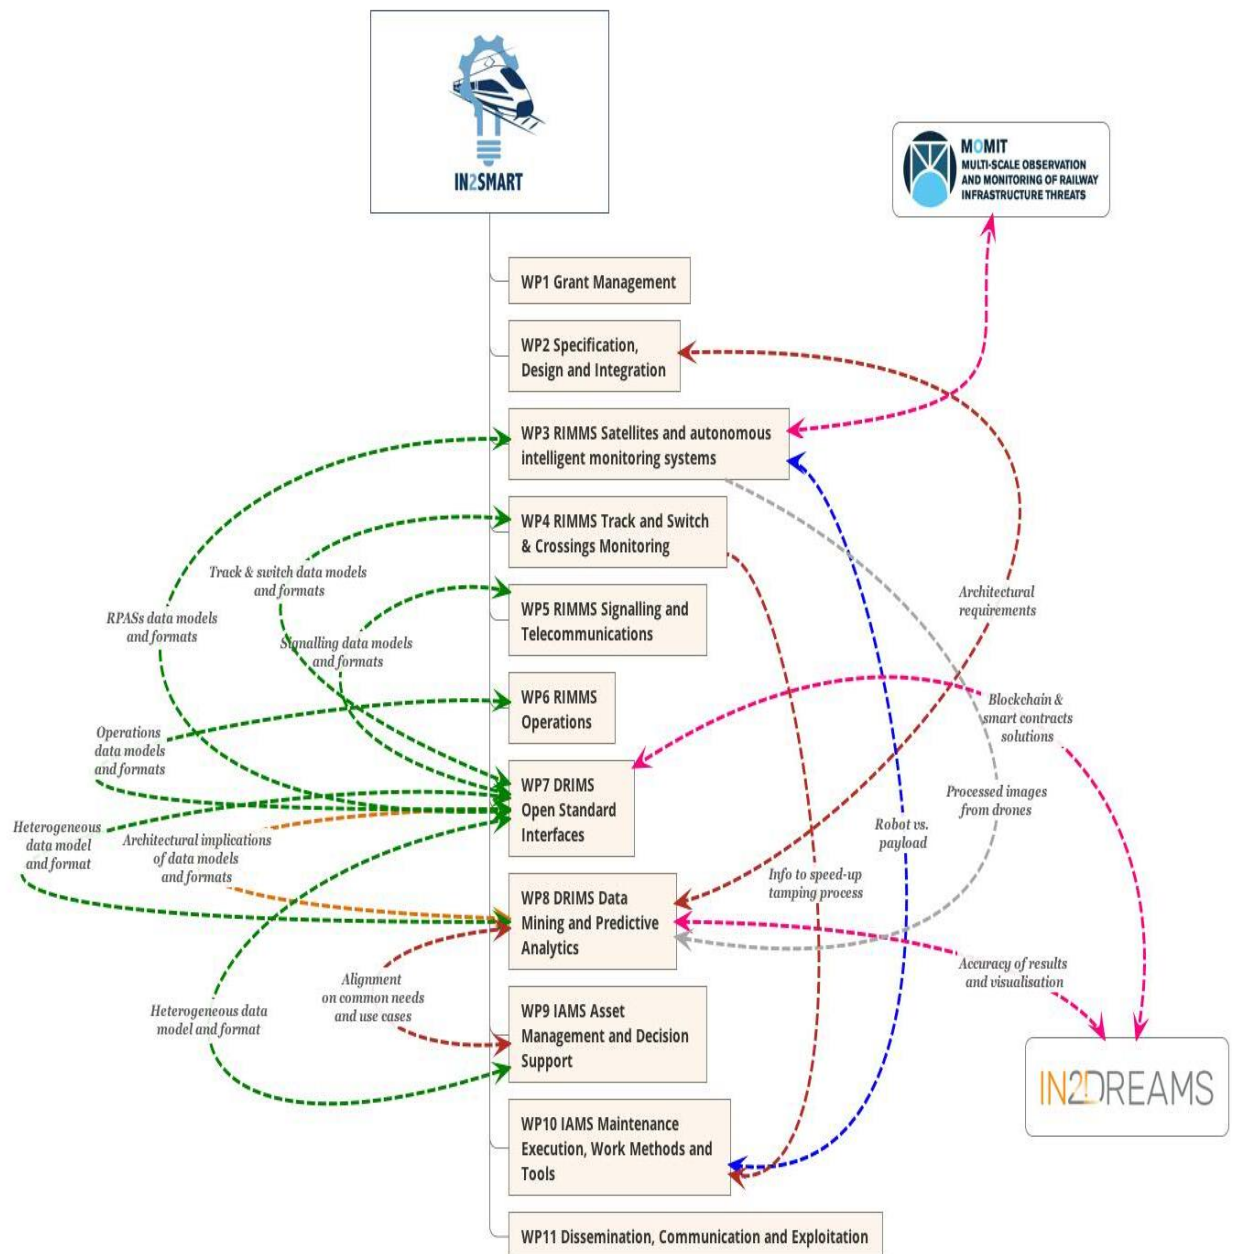 IN2SMART
MOMIT
MULTI-SCALE OBSERVATION
AND MONITORING OF RAILWAY
INFRASTRUCTURE THREATS
WP1 Grant Management
WP2 Specification,
Design and Integration
WP3 RIMMS Satellites and autonomous
intelligent monitoring systems
WP4 RIMMS Track and Switch
& Crossings Monitoring
Track & switch data models
and formats
WP5 RIMMS Signalling and
Telecommunications
RPASs data models
and formats
Signalling data models
and formats
Architectural
requirements
WP6 RIMMS
Operations
Operations
data models
and formats
Blockchain &
smart contracts
solutions
WP7 DRIMS
Open Standard
Interfaces
Processed images
from drones
Heterogeneous
data model
and format
Architectural implications
of data models
and formats
Robot vs.
payload
Info to speed-up
tamping process
WP8 DRIMS Data
Mining and Predictive
Analytics
Accuracy of results
and visualisation
Alignment
on common needs
and use cases
Heterogeneous data
model and format
WP9 IAMS Asset
Management and Decision
Support
IN2DREAMS
WP10 IAMS Maintenance
Execution, Work Methods and
Tools
WP11 Dissemination, Communication and Exploitation